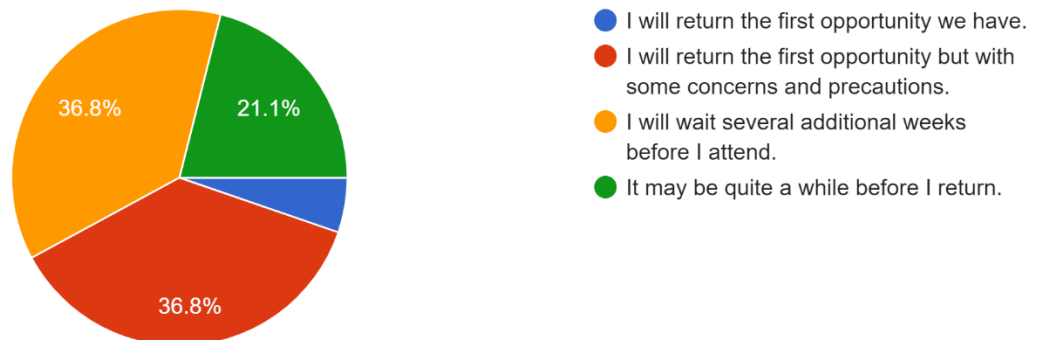 36.8%
21.1%
36.8%
I will return the first opportunity we have.
I will return the first opportunity but with
some concerns and precautions.
I will wait several additional weeks
before I attend.
It may be quite a while before I return.